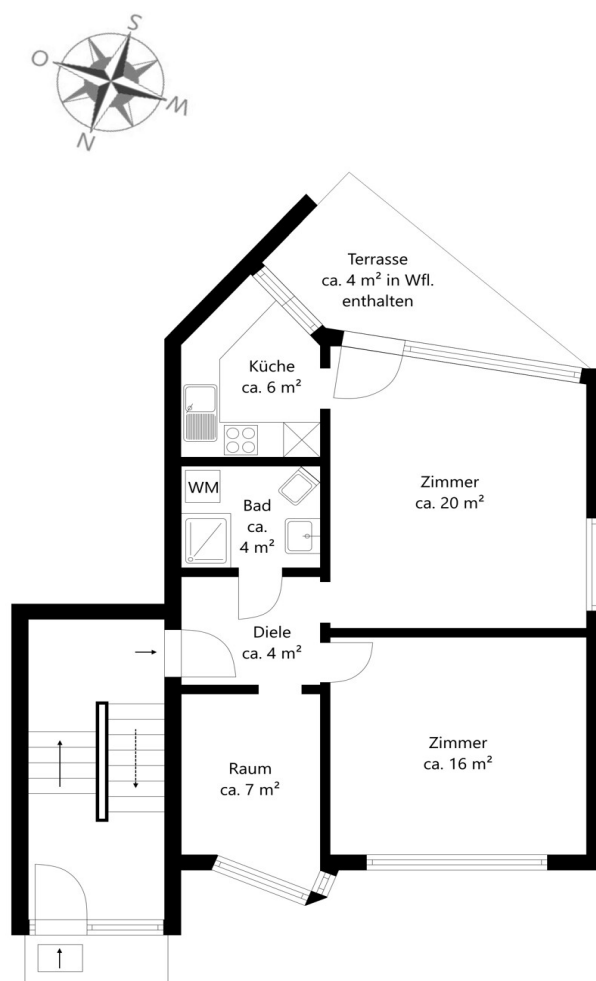 S
O
W
N
Terrasse
ca. 4 m² in Wfl.
enthalten
Küche
ca. 6 m²
Zimmer
ca. 20 m²
WM
Bad
ca.
4 m²
Diele
ca. 4 m²
Zimmer
ca. 16 m²
Raum
ca. 7 m²